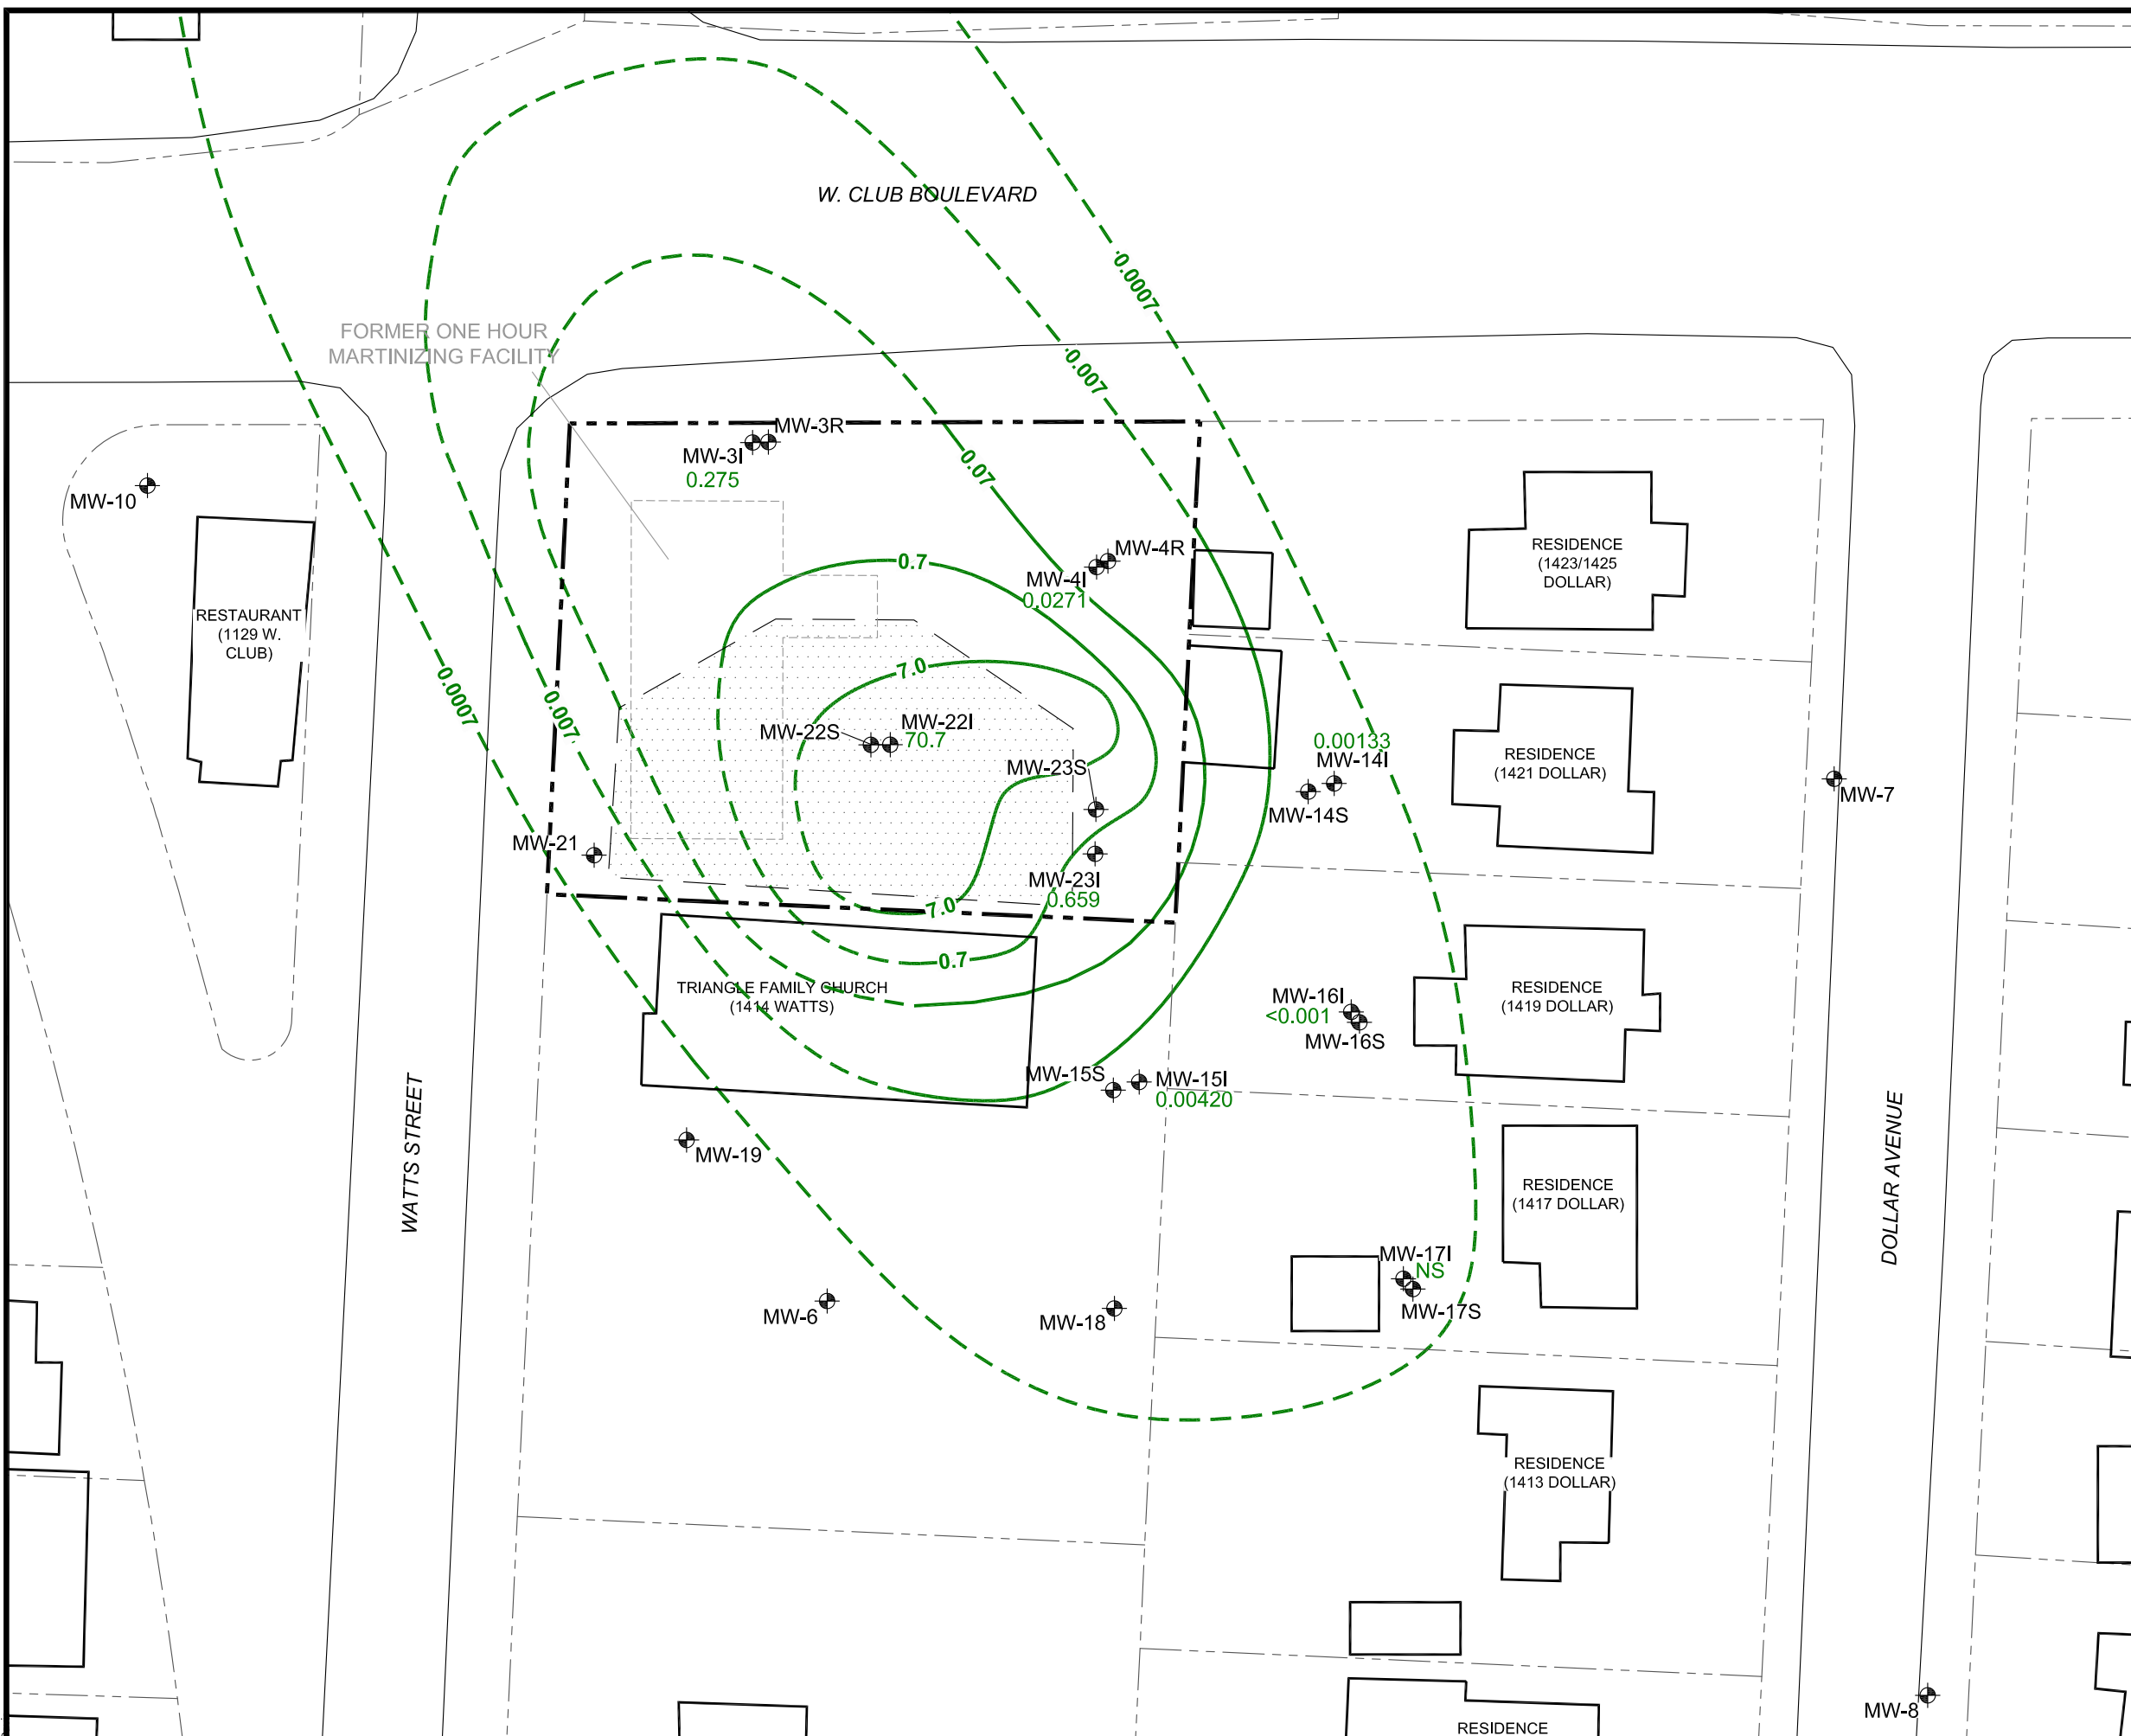 W. CLUB BOULEVARD
0.0007
FORMER ONE HOUR
MARTINIZING FACILITY
0.007
MW-3R
MW-3I
0.275
0.07
MW-10
MW-4R
MW-4I
0.0271
0.7
RESIDENCE
(1423/1425
DOLLAR)
RESTAURANT
(1129 W.
CLUB)
0.0007
0.007
7.0
MW-22S
MW-22I
70.7
MW-23S
0.00133
MW-14I
MW-14S
RESIDENCE
(1421 DOLLAR)
MW-7
MW-21
MW-23I
0.659
7.0
0.7
TRIANGLE FAMILY CHURCH
(1414 WATTS)
MW-16I
<0.001
MW-16S
RESIDENCE
(1419 DOLLAR)
MW-15S
MW-15I
0.00420
WATTS STREET
MW-19
DOLLAR AVENUE
RESIDENCE
(1417 DOLLAR)
MW-17I
NS
MW-17S
MW-6
MW-18
RESIDENCE
(1413 DOLLAR)
MW-8
RESIDENCE